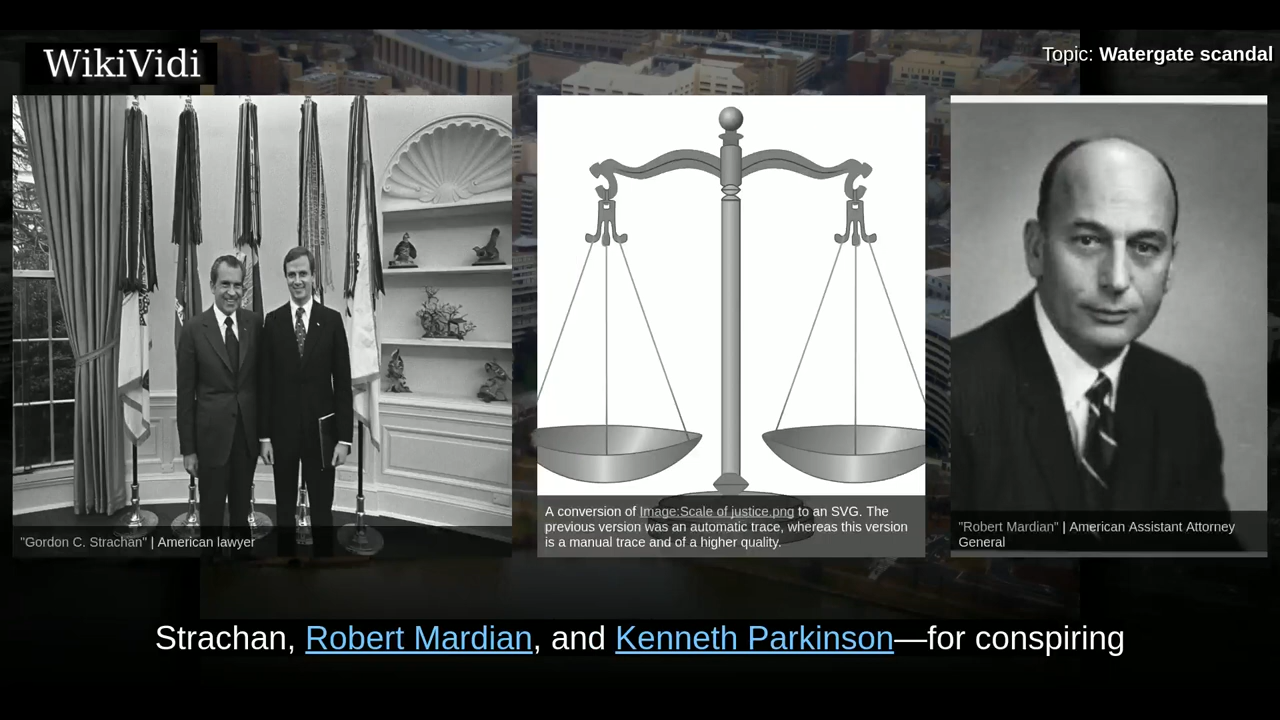 WikiVidi
Topic: Watergate scandal
"Gordon C. Strachan" | American lawyer
A conversion of Image:Scale of justice.png to an SVG. The
previous version was an automatic trace, whereas this version
is a manual trace and of a higher quality.
"Robert Mardian" | American Assistant Attorney
General
Strachan, Robert Mardian, and Kenneth Parkinson—for conspiring